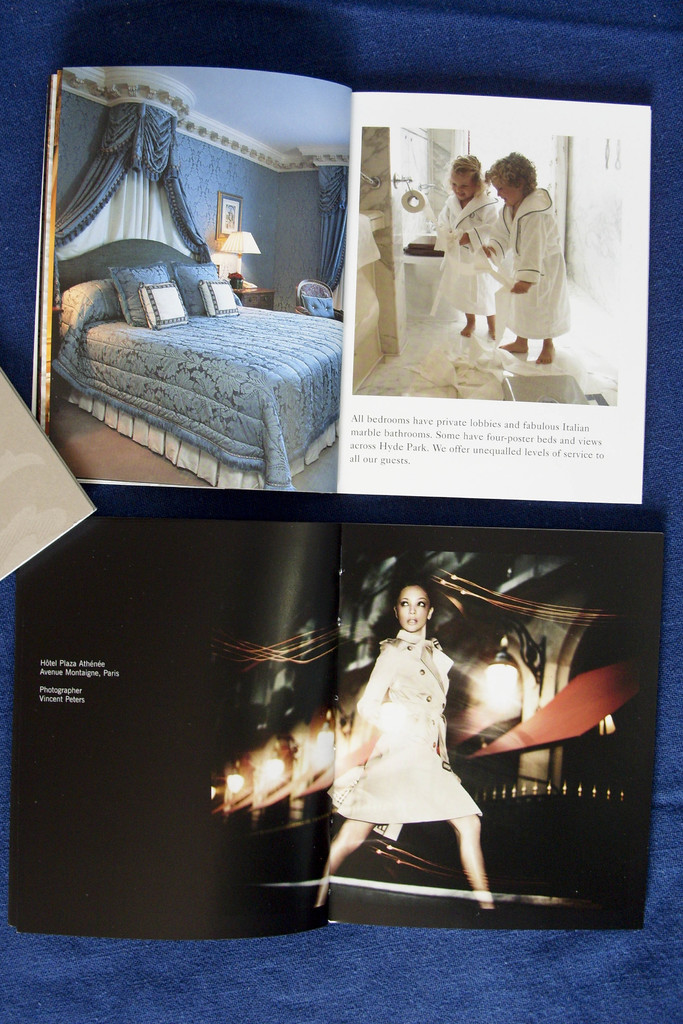 All bedrooms have private lobbies and fabulous Italian
marble bathrooms. Some have four-poster beds and views
across Hyde Park. We offer unequalled levels of service to
all our guests.
Hôtel Plaza Athénée
Avenue Montaigne, Paris
Photographer
Vincent Peters